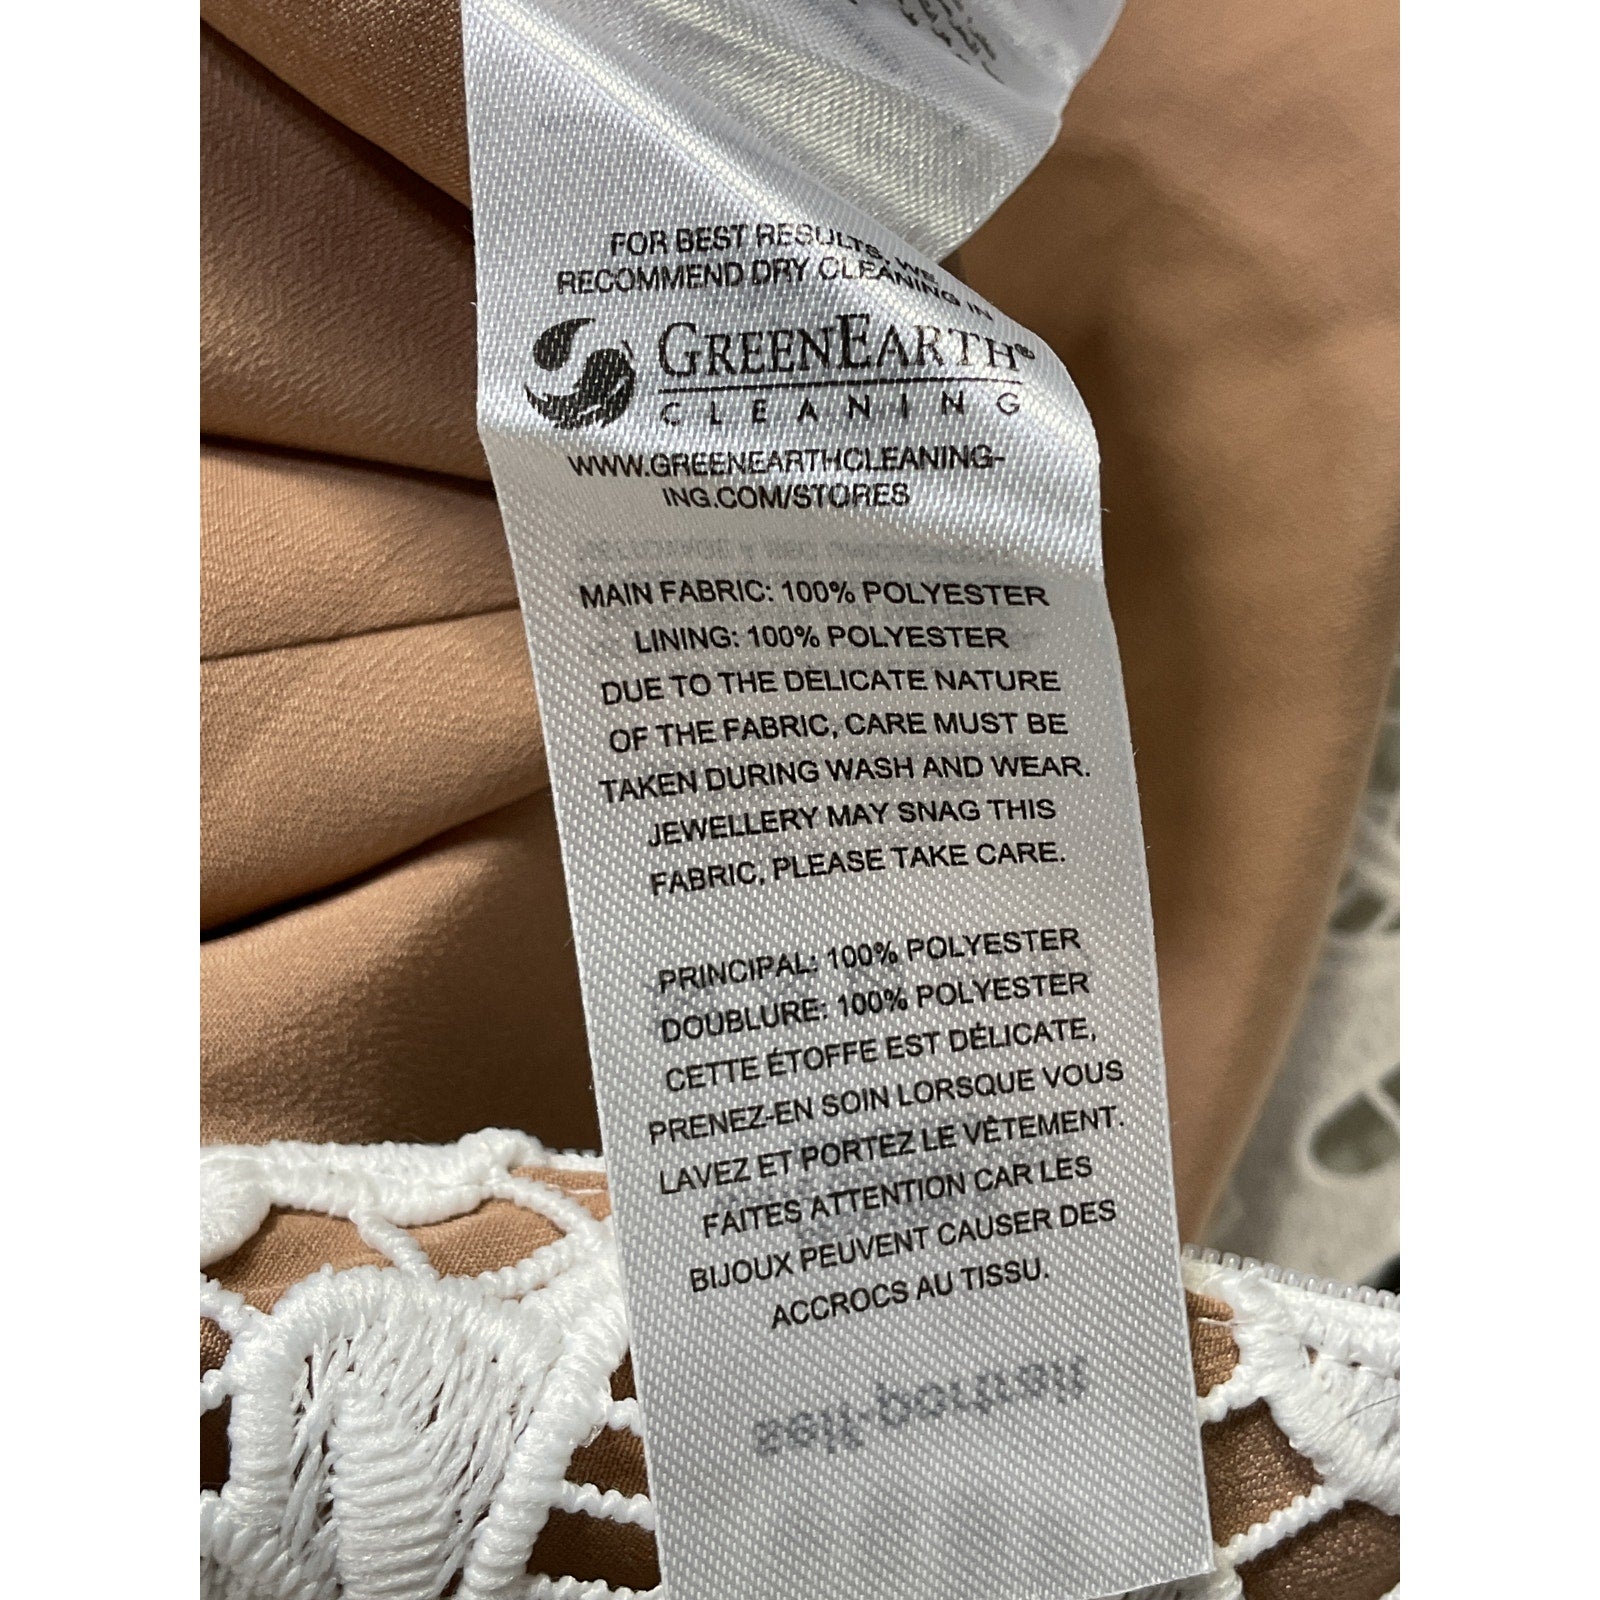 FOR BEST RESULTS, WE
RECOMMEND DRY CLEANING IN
GREENEARTH®
CLEANING
WWW.GREENEARTHCLEANING-
ING.COM/STORES
MAIN FABRIC: 100% POLYESTER
LINING: 100% POLYESTER
DUE TO THE DELICATE NATURE
OF THE FABRIC, CARE MUST BE
TAKEN DURING WASH AND WEAR.
JEWELLERY MAY SNAG THIS
FABRIC, PLEASE TAKE CARE.
PRINCIPAL: 100% POLYESTER
DOUBLURE: 100% POLYESTER
CETTE ÉTOFFE EST DÉLICATE,
PRENEZ-EN SOIN LORSQUE VOUS
LAVEZ ET PORTEZ LE VÊTEMENT.
FAITES ATTENTION CAR LES
BIJOUX PEUVENT CAUSER DES
ACCROCS AU TISSU.